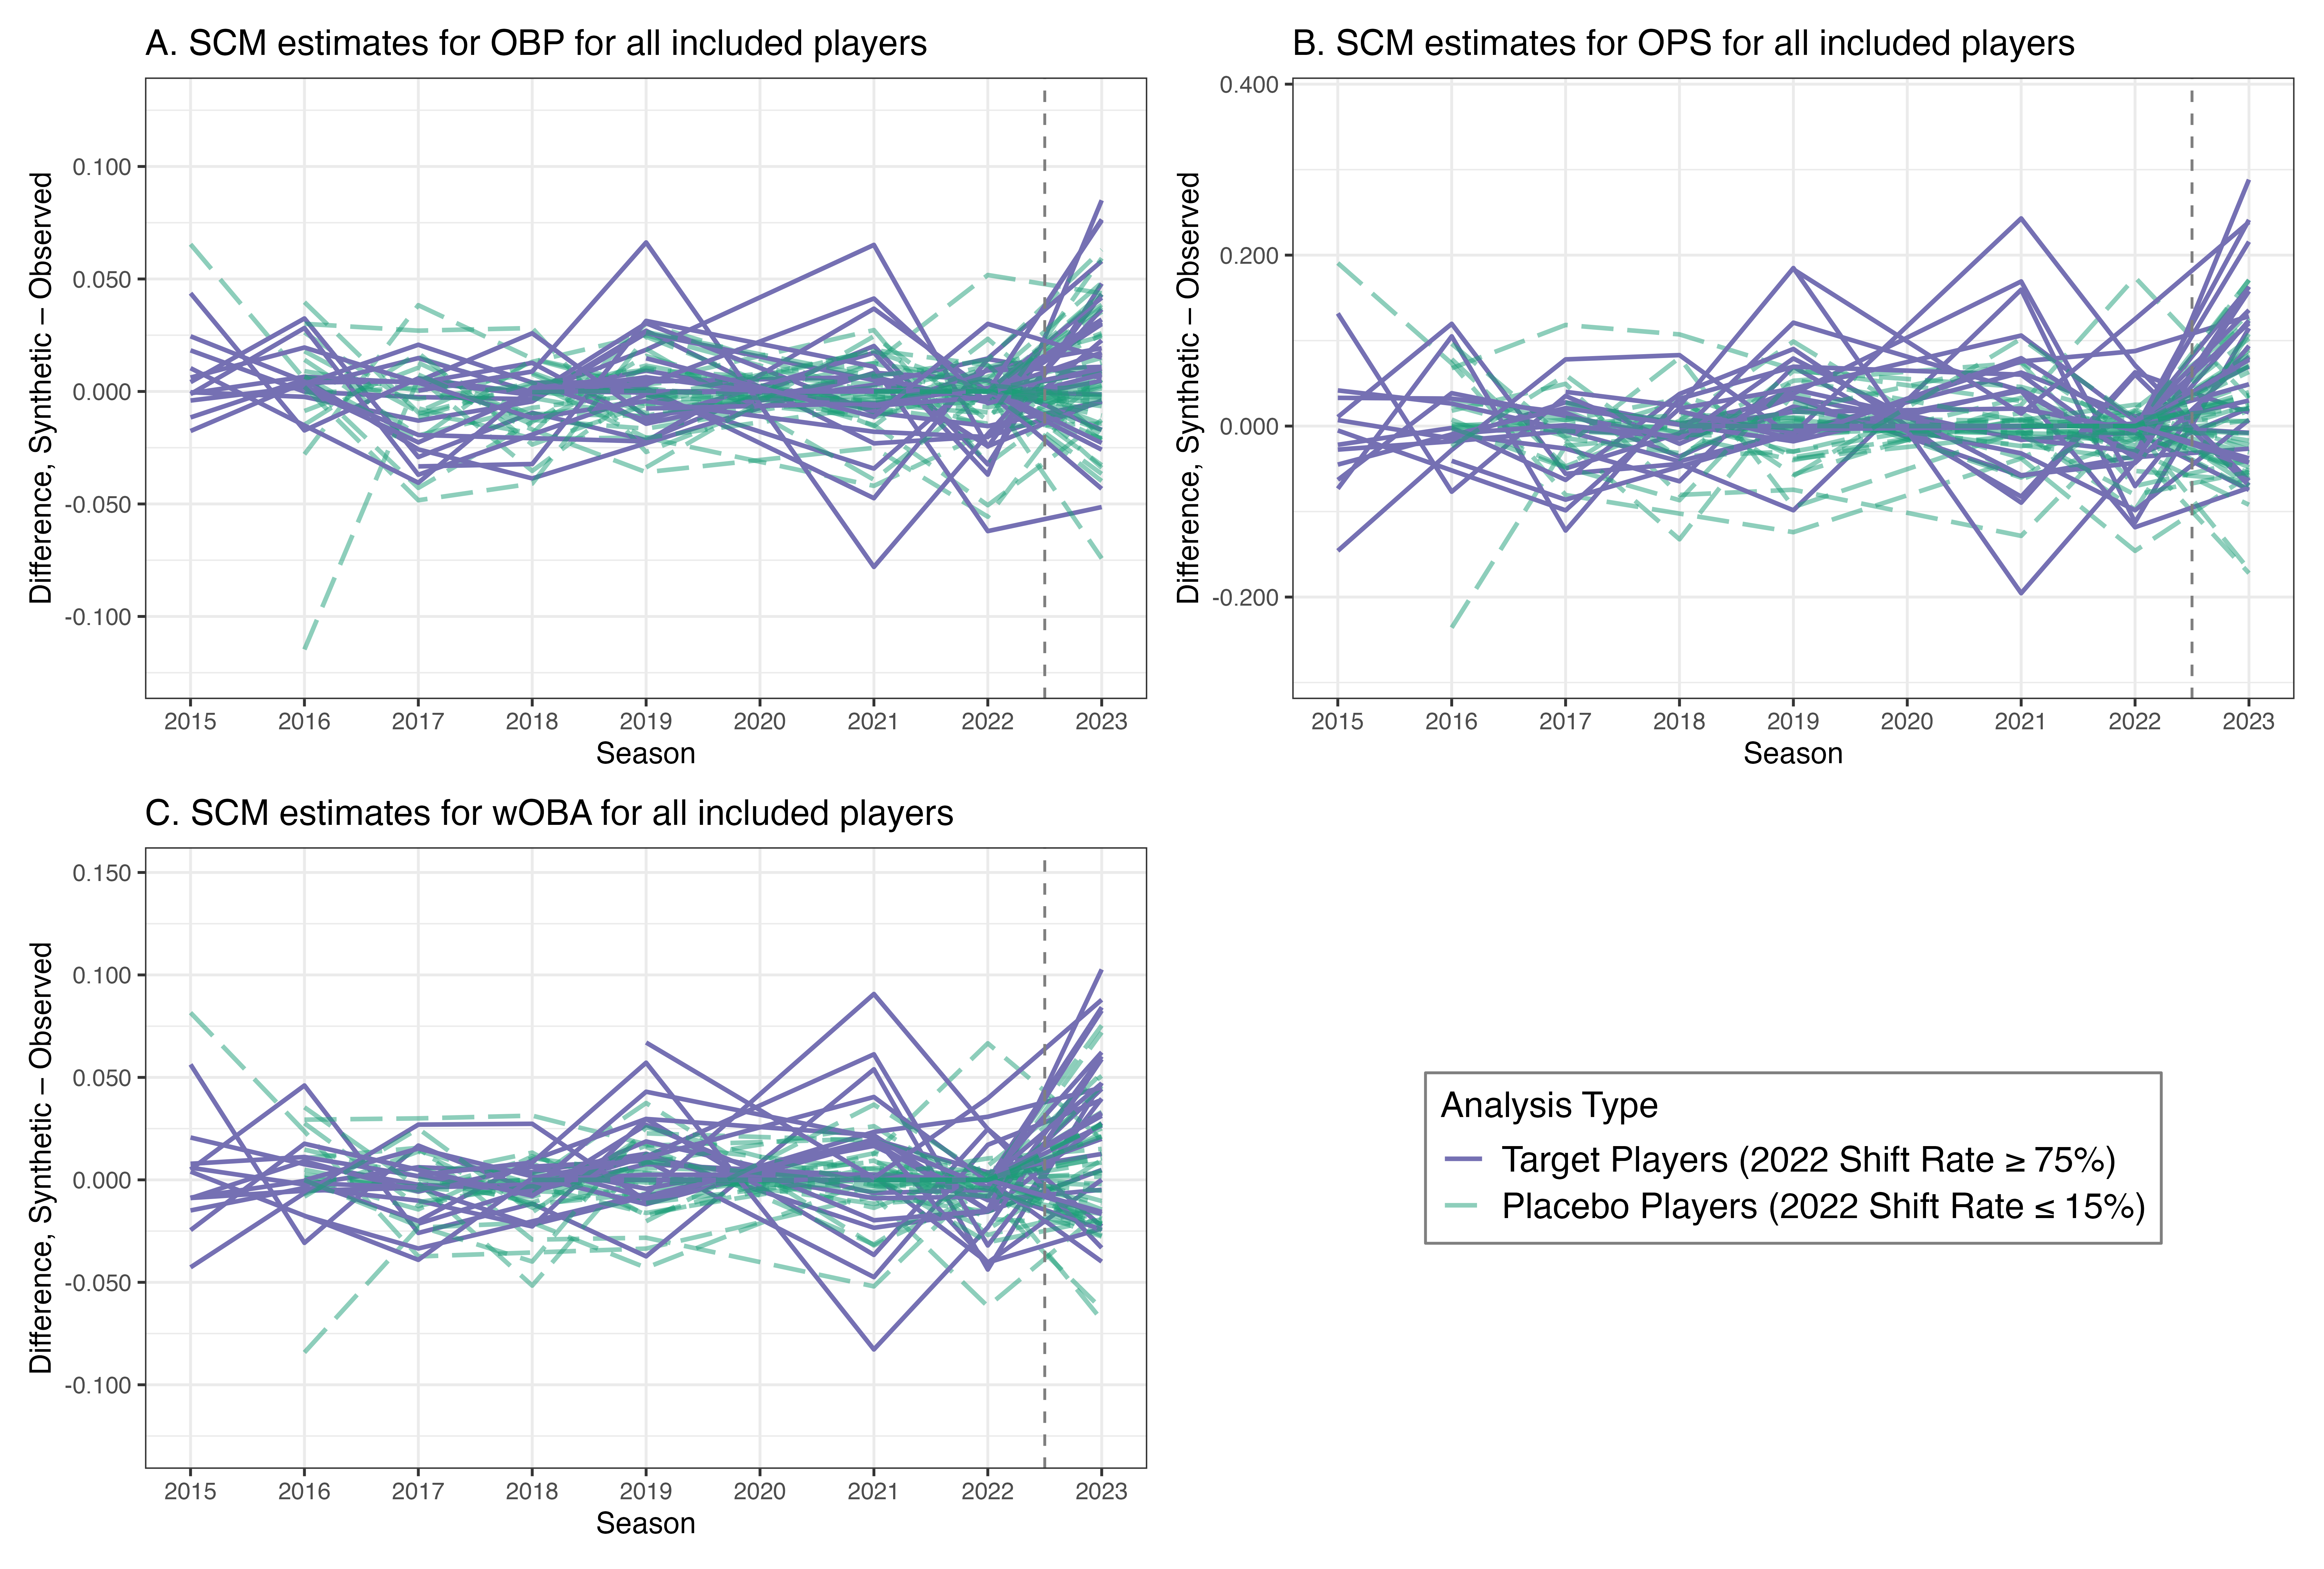 A. SCM estimates for OBP for all included players
Difference, Synthetic − Observed
0.100
0.050
0.000
-0.050
-0.100
2015 2016 2017 2018 2019 2020 2021 2022 2023
Season
B. SCM estimates for OPS for all included players
Difference, Synthetic − Observed
0.400
0.200
0.000
-0.200
2015 2016 2017 2018 2019 2020 2021 2022 2023
Season
C. SCM estimates for wOBA for all included players
Difference, Synthetic − Observed
0.150
0.100
0.050
0.000
-0.050
-0.100
2015 2016 2017 2018 2019 2020 2021 2022 2023
Season
Analysis Type
Target Players (2022 Shift Rate ≥ 75%)
Placebo Players (2022 Shift Rate ≤ 15%)